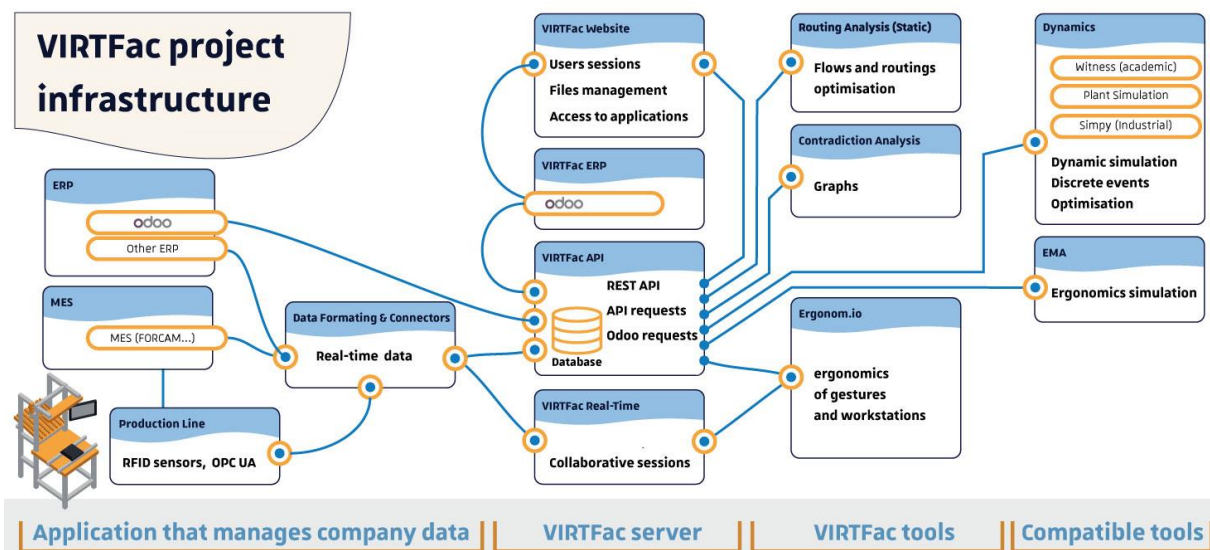 VIRTFac project
infrastructure
ERP
odoo
Other ERP
MES
MES (FORCAM...)
Production Line
RFID sensors, OPC UA
Data Formating & Connectors
Real-time data
VIRTFac Website
Users sessions
Files management
Access to applications
VIRTFac ERP
odoo
VIRTFac API
REST API
API requests
Odoo requests
Database
VIRTFac Real-Time
Collaborative sessions
Routing Analysis (Static)
Flows and routings
optimisation
Contradiction Analysis
Graphs
Ergonom.io
ergonomics
of gestures
and workstations
Dynamics
Witness (academic)
Plant Simulation
Simpy (Industrial)
Dynamic simulation
Discrete events
Optimisation
EMA
Ergonomics simulation
Application that manages company data
VIRTFac server
VIRTFac tools
Compatible tools